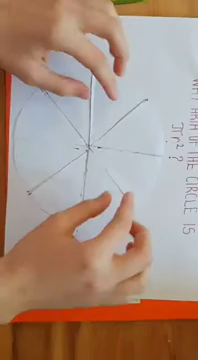 WHY AREA OF THE CIRCLE IS
πr² ?